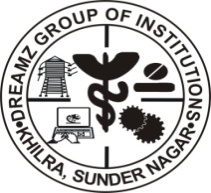 •DREAMZ GROUP OF INSTITUTIONS•
KHILRA, SUNDER NAGAR